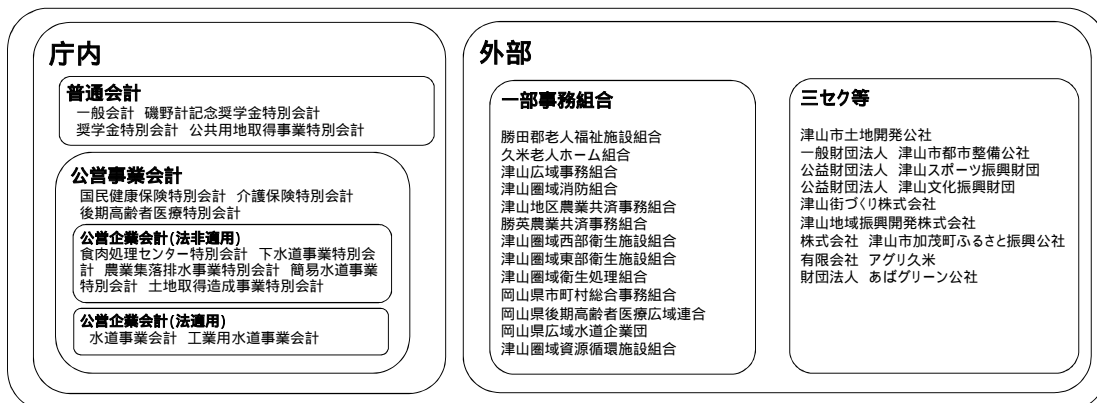 庁内
普通会計
一般会計 磯野計記念奨学金特別会計
奨学金特別会計 公共用地取得事業特別会計
公営事業会計
国民健康保険特別会計 介護保険特別会計
後期高齢者医療特別会計
公営企業会計(法非適用)
食肉処理センター特別会計 下水道事業特別会
計 農業集落排水事業特別会計 簡易水道事業
特別会計 土地取得造成事業特別会計
公営企業会計(法適用)
水道事業会計 工業用水道事業会計
外部
一部事務組合
勝田郡老人福祉施設組合
久米老人ホーム組合
津山広域事務組合
津山圏域消防組合
津山地区農業共済事務組合
勝英農業共済事務組合
津山圏域西部衛生施設組合
津山圏域東部衛生施設組合
津山圏域衛生処理組合
岡山県市町村総合事務組合
岡山県後期高齢者医療広域連合
岡山県広域水道企業団
津山圏域資源循環施設組合
三セク等
津山市土地開発公社
一般財団法人 津山市都市整備公社
公益財団法人 津山スポーツ振興財団
公益財団法人 津山文化振興財団
津山街づくり株式会社
津山地域振興開発株式会社
株式会社 津山市加茂町ふるさと振興公社
有限会社 アグリ久米
財団法人 あばグリーン公社